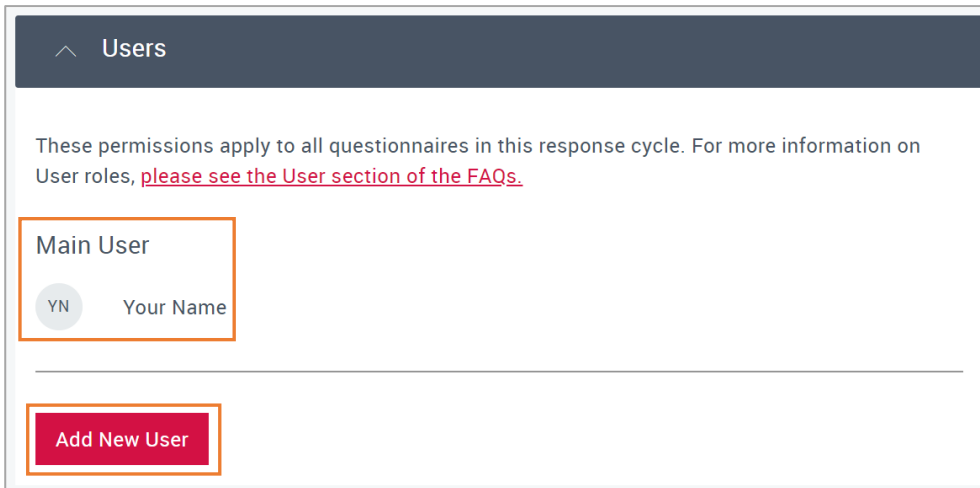 Users
These permissions apply to all questionnaires in this response cycle. For more information on
User roles, please see the User section of the FAQs.
Main User
YN Your Name
Add New User